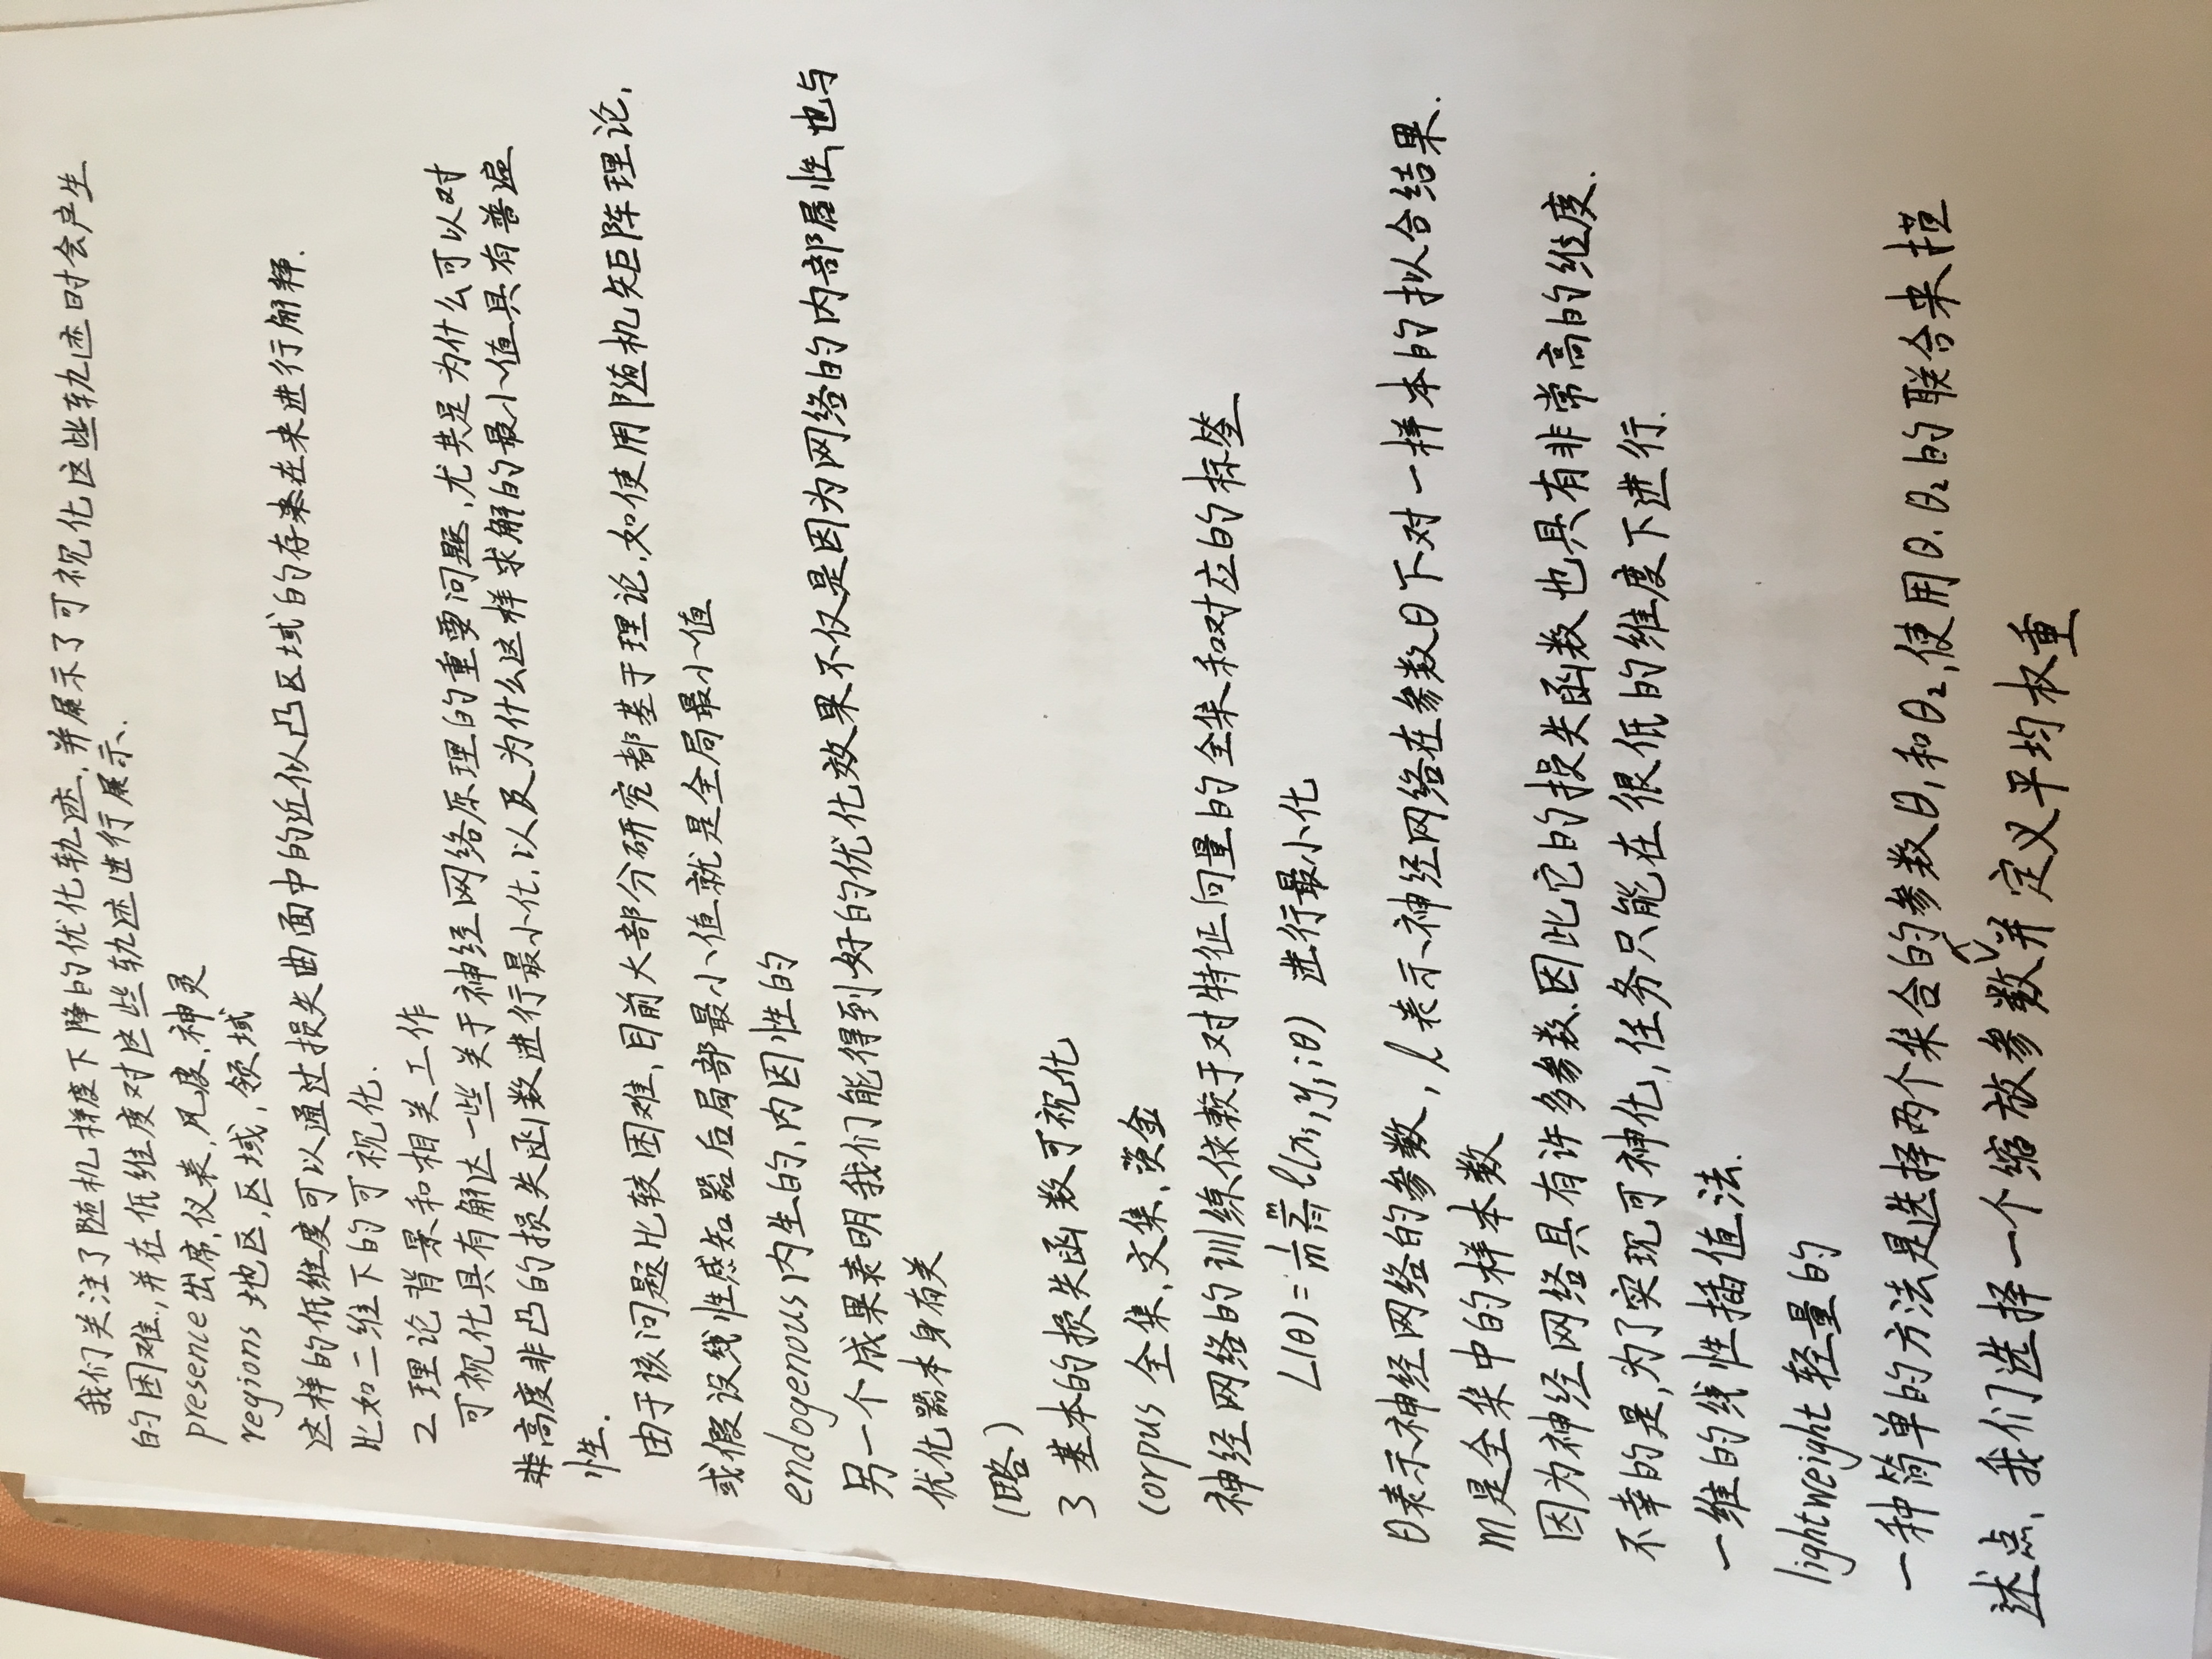 我们关注了随机梯度下降的优化轨迹,并展示了可视化这些轨迹时会产生
的困难,并在低维度对这些轨迹进行展示.
presence 出席,仪表,风度,神灵
regions 地区,区域,领域
这样的低维度可以通过损失曲面中的近似凸区域的存在来进行解释.
比如二维下的可视化.
2 理论背景和相关工作
可视化具有解达一些关于神经网络原理的重要问题,尤其是为什么可以对
非高度非凸的损失函数进行最小化,以及为什么这样求解的最小值具有普遍
性.
由于该问题比较困难,目前大部分研究都基于理论,如使用随机矩阵理论,
或假设线性感知器后局部最小值就是全局最小值
endogenous 内生的,内因性的
另一个成果表明我们能得到好的优化效果不仅是因为网络的内部属性,也与
优化器本身有关
(略)
3 基本的损失函数可视化
corpus 全集,文集,资金
神经网络的训练依赖于对特征向量的全集和对应的标签
L(θ)=1/m Σ_{i=1}^{m} ℓ(xᵢ,yᵢ;θ) 进行最小化
θ表示神经网络的参数,ℓ表示神经网络在参数θ下对一样本的拟合结果.
m是全集中的样本数
因为神经网络具有许多参数,因此它的损失函数也具有非常高的维度.
不幸的是,为了实现可神化,任务只能在很低的维度下进行.
一维的线性插值法.
lightweight 轻量的
一种简单的方法是选择两个集合的参数θ₁和θ₂,使用θ₁θ₂的联合来描
述点,我们选择一个缩放参数并定义平均权重